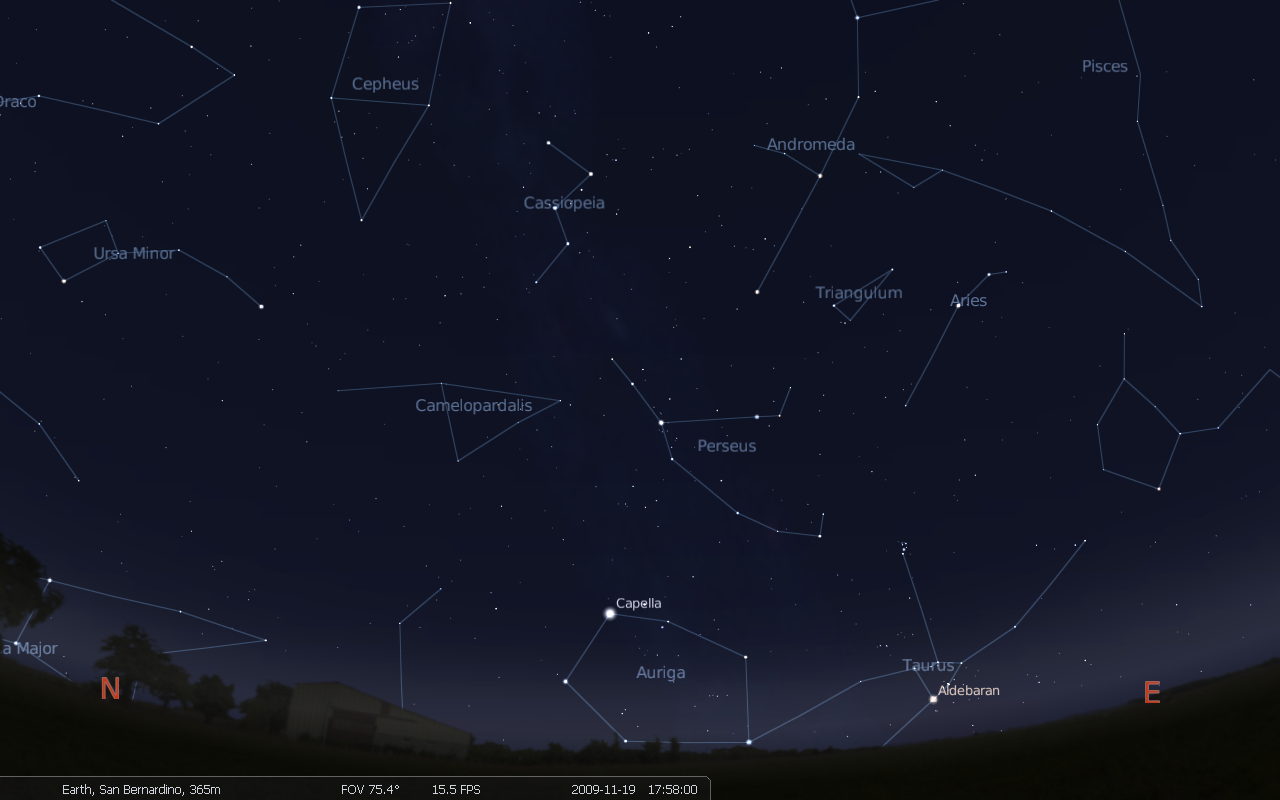 Pisces
Cepheus
Draco
Andromeda
Cassiopeia
Ursa Minor
Triangulum
Aries
Camelopardalis
Perseus
Capella
a Major
Auriga
Taurus
Aldebaran
N
E
Earth, San Bernardino, 365m FOV 75.4° 15.5 FPS 2009-11-19 17:58:00